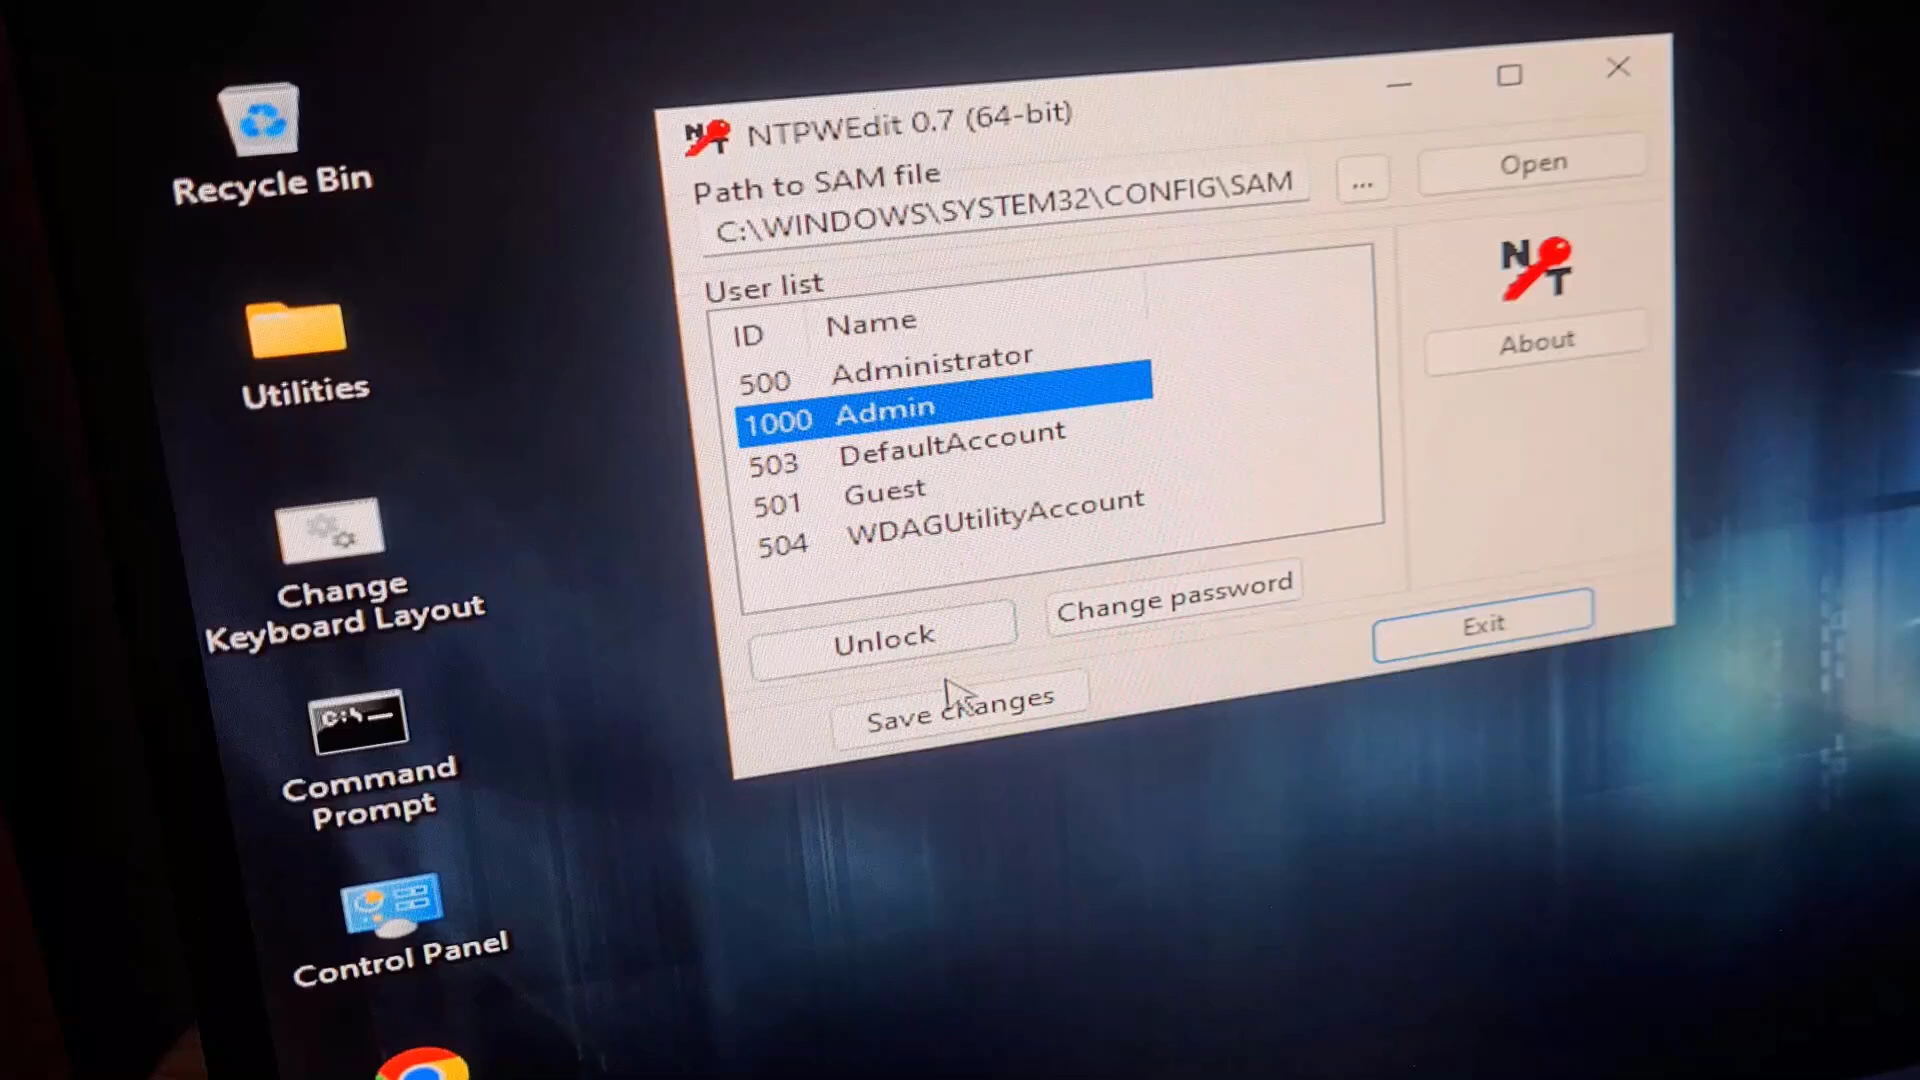 Recycle Bin
Utilities
Change
Keyboard Layout
C:\
Command
Prompt
Control Panel
NT
NTPWEdit 0.7 (64-bit)
Path to SAM file
C:\WINDOWS\SYSTEM32\CONFIG\SAM
...
Open
User list
ID Name
500 Administrator
1000 Admin
503 DefaultAccount
501 Guest
504 WDAGUtilityAccount
Unlock
Change password
Save changes
Exit
NT
About